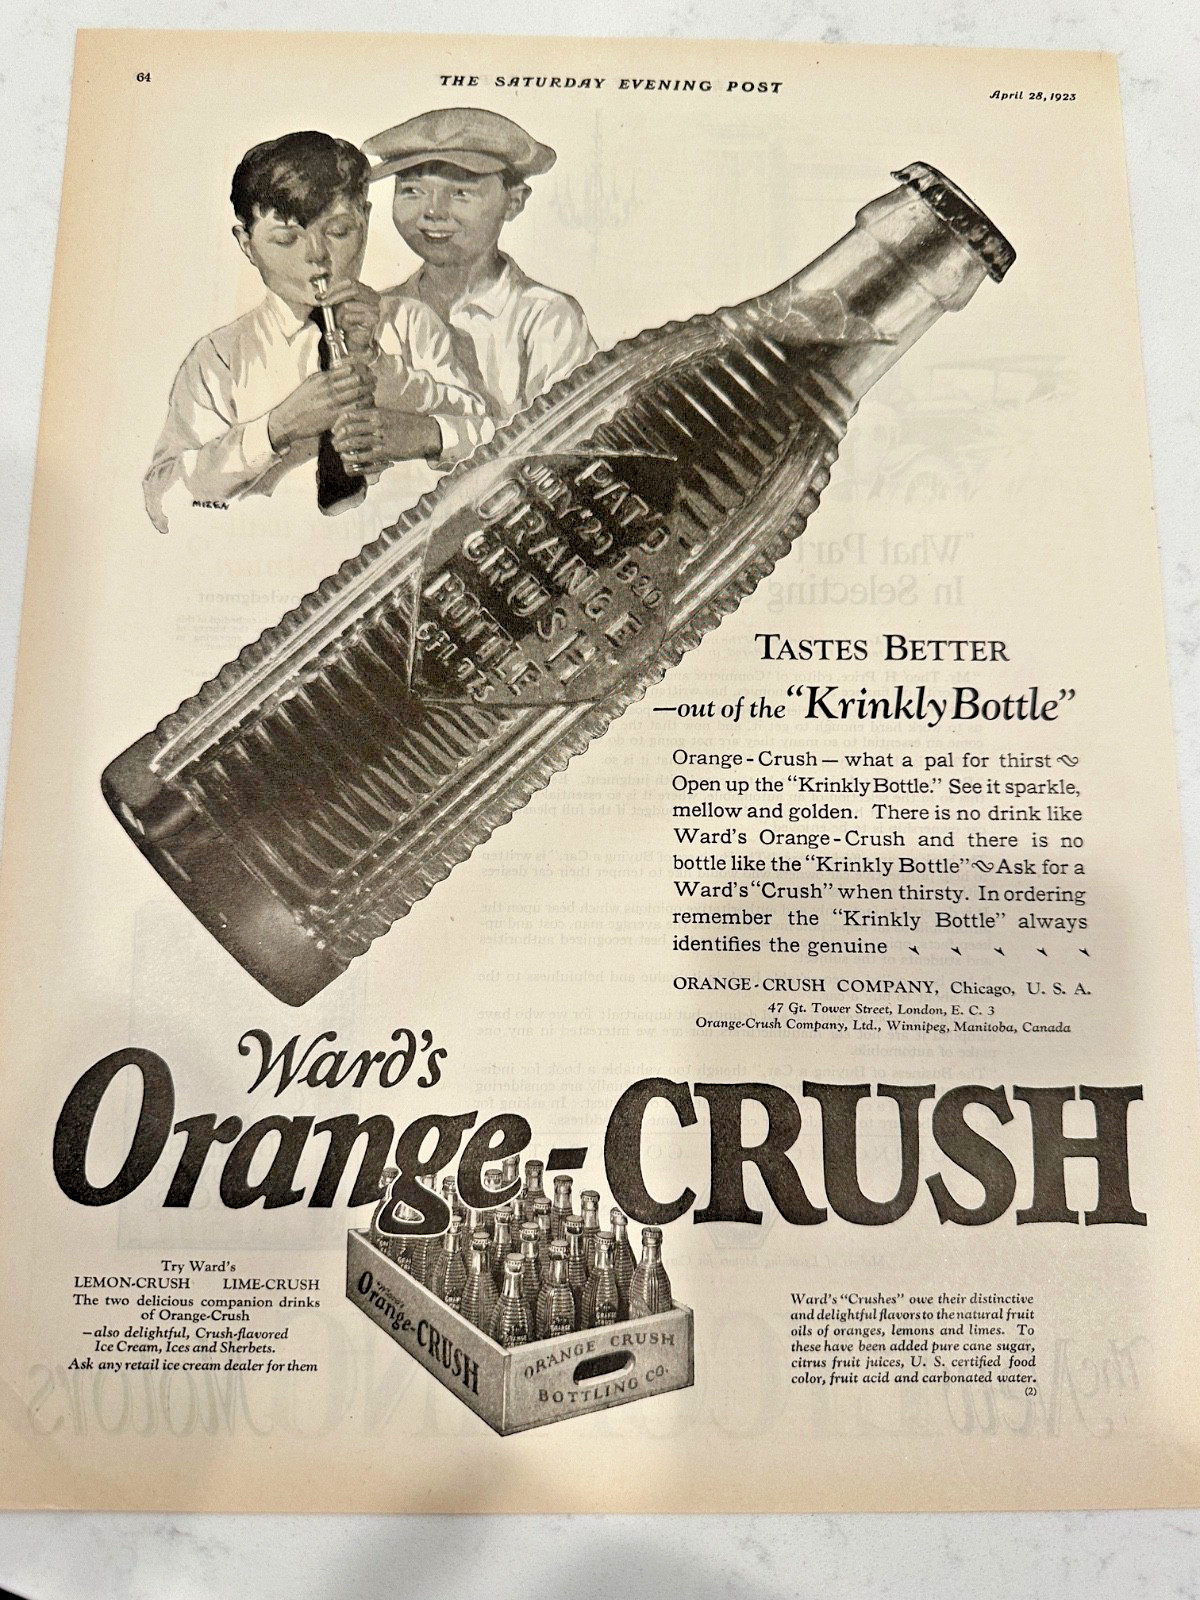 64
THE SATURDAY EVENING POST
April 28, 1923
MIZEN
PAT'D
JULY 20 1920
ORANGE
CRUSH
BOTTLE
6 FL. OZS
TASTES BETTER
—out of the "Krinkly Bottle"
Orange-Crush — what a pal for thirst
Open up the "Krinkly Bottle." See it sparkle,
mellow and golden. There is no drink like
Ward's Orange-Crush and there is no
bottle like the "Krinkly Bottle" Ask for a
Ward's "Crush" when thirsty. In ordering
remember the "Krinkly Bottle" always
identifies the genuine
ORANGE-CRUSH COMPANY, Chicago, U. S. A.
47 Gt. Tower Street, London, E. C. 3
Orange-Crush Company, Ltd., Winnipeg, Manitoba, Canada
Ward's
Orange-CRUSH
Try Ward's
LEMON-CRUSH LIME-CRUSH
The two delicious companion drinks
of Orange-Crush
—also delightful, Crush-flavored
Ice Cream, Ices and Sherbets.
Ask any retail ice cream dealer for them
Ward's
Orange-CRUSH
ORANGE CRUSH
BOTTLING CO.
Ward's "Crushes" owe their distinctive
and delightful flavors to the natural fruit
oils of oranges, lemons and limes. To
these have been added pure cane sugar,
citrus fruit juices, U. S. certified food
color, fruit acid and carbonated water.
(2)